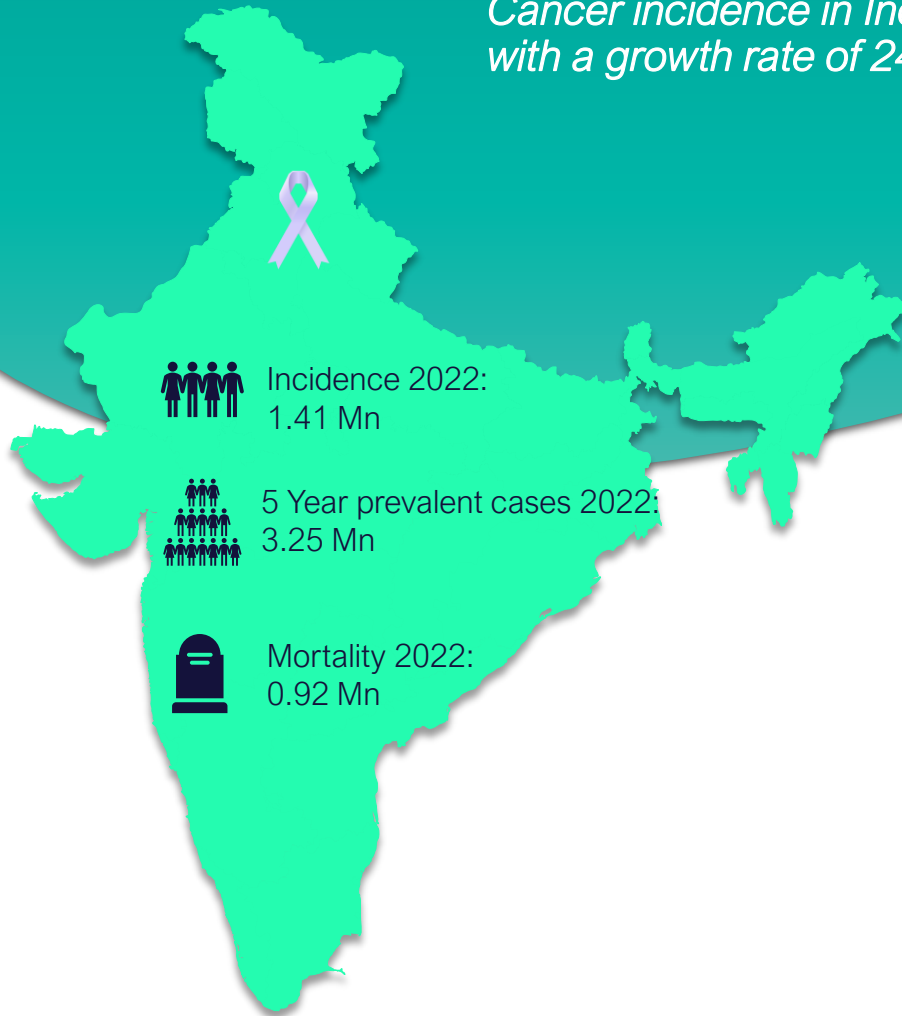 Cancer incidence in
with a growth rate of
Incidence 2022:
1.41 Mn
5 Year prevalent cases 2022:
3.25 Mn
Mortality 2022:
0.92 Mn